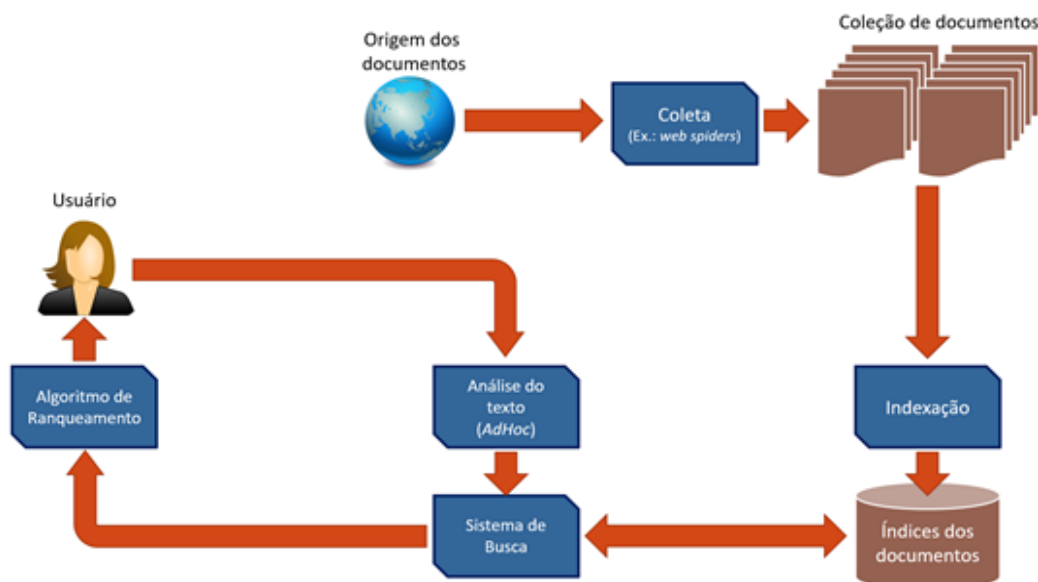 Coleção de documentos
Origem dos
documentos
Coleta
(Ex.: web spiders)
Usuário
Algoritmo de
Ranqueamento
Análise do
texto
(AdHoc)
Indexação
Sistema de
Busca
Índices dos
documentos